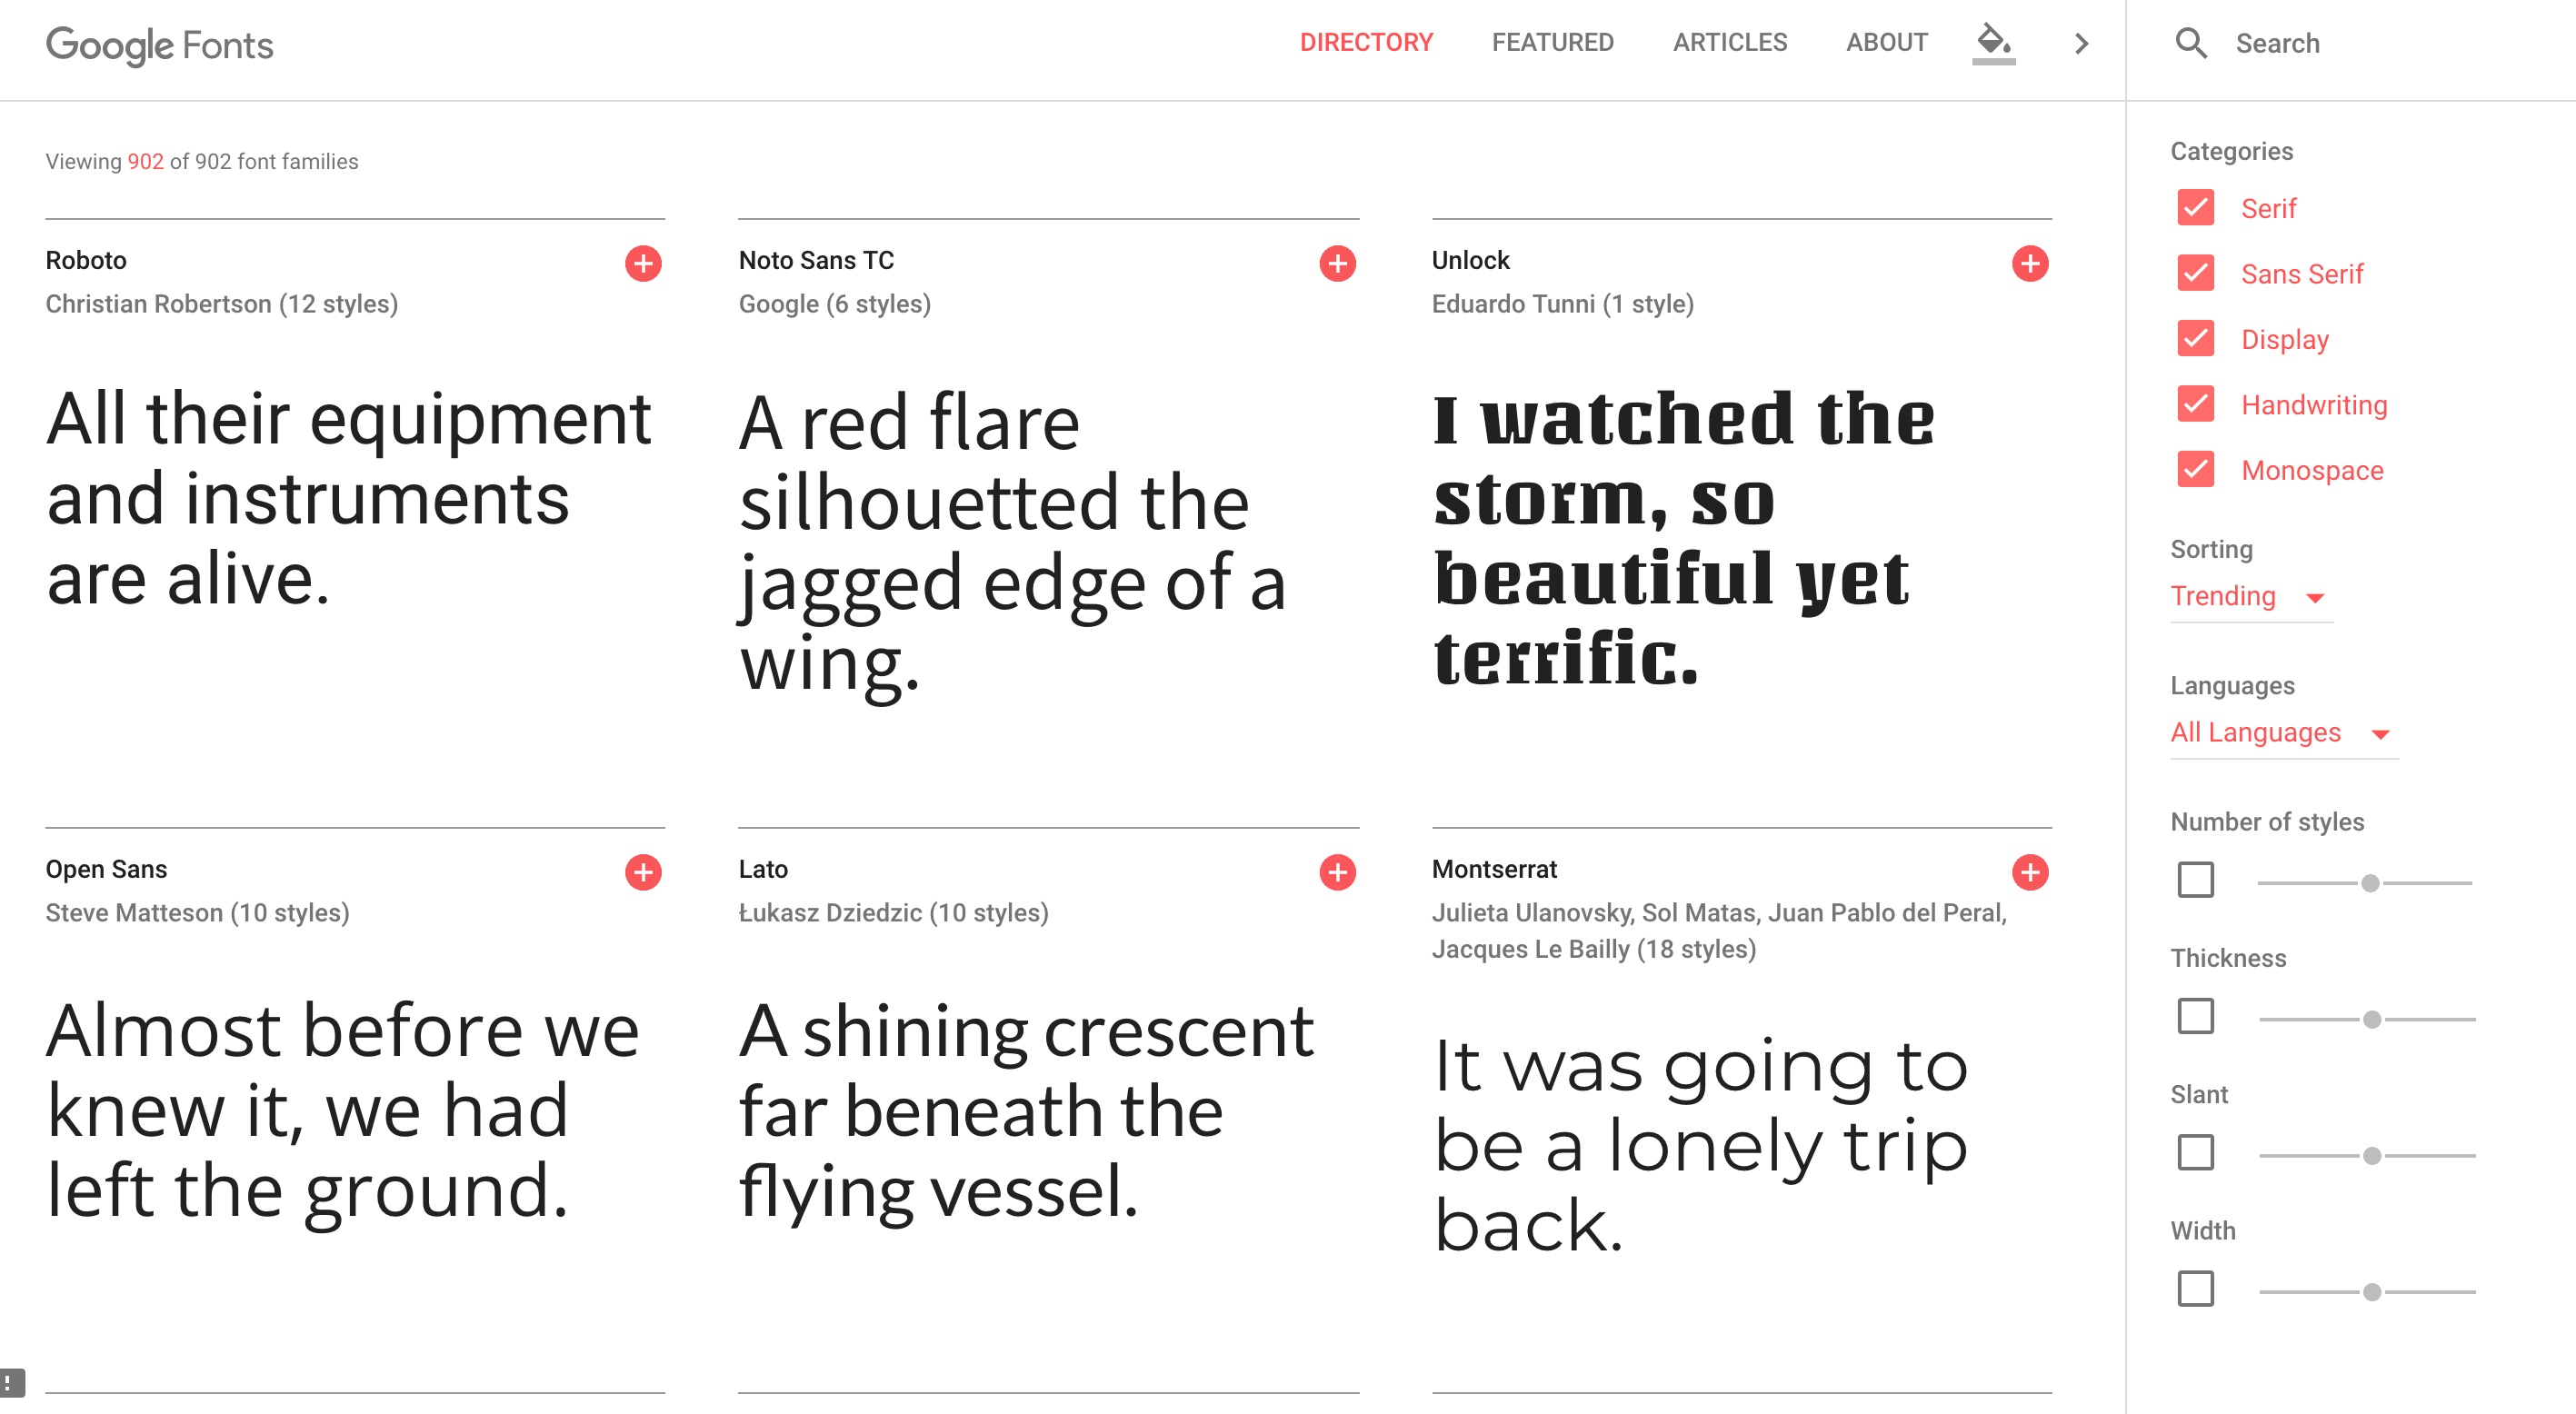 Google Fonts
DIRECTORY
FEATURED
ARTICLES
ABOUT
Search
Viewing 902 of 902 font families
Roboto
Christian Robertson (12 styles)
All their equipment
and instruments
are alive.
Noto Sans TC
Google (6 styles)
A red flare
silhouetted the
jagged edge of a
wing.
Unlock
Eduardo Tunni (1 style)
I watched the
storm, so
beautiful yet
terrific.
Open Sans
Steve Matteson (10 styles)
Almost before we
knew it, we had
left the ground.
Lato
Łukasz Dziedzic (10 styles)
A shining crescent
far beneath the
flying vessel.
Montserrat
Julieta Ulanovsky, Sol Matas, Juan Pablo del Peral,
Jacques Le Bailly (18 styles)
It was going to
be a lonely trip
back.
Categories
Serif
Sans Serif
Display
Handwriting
Monospace
Sorting
Trending
Languages
All Languages
Number of styles
Thickness
Slant
Width